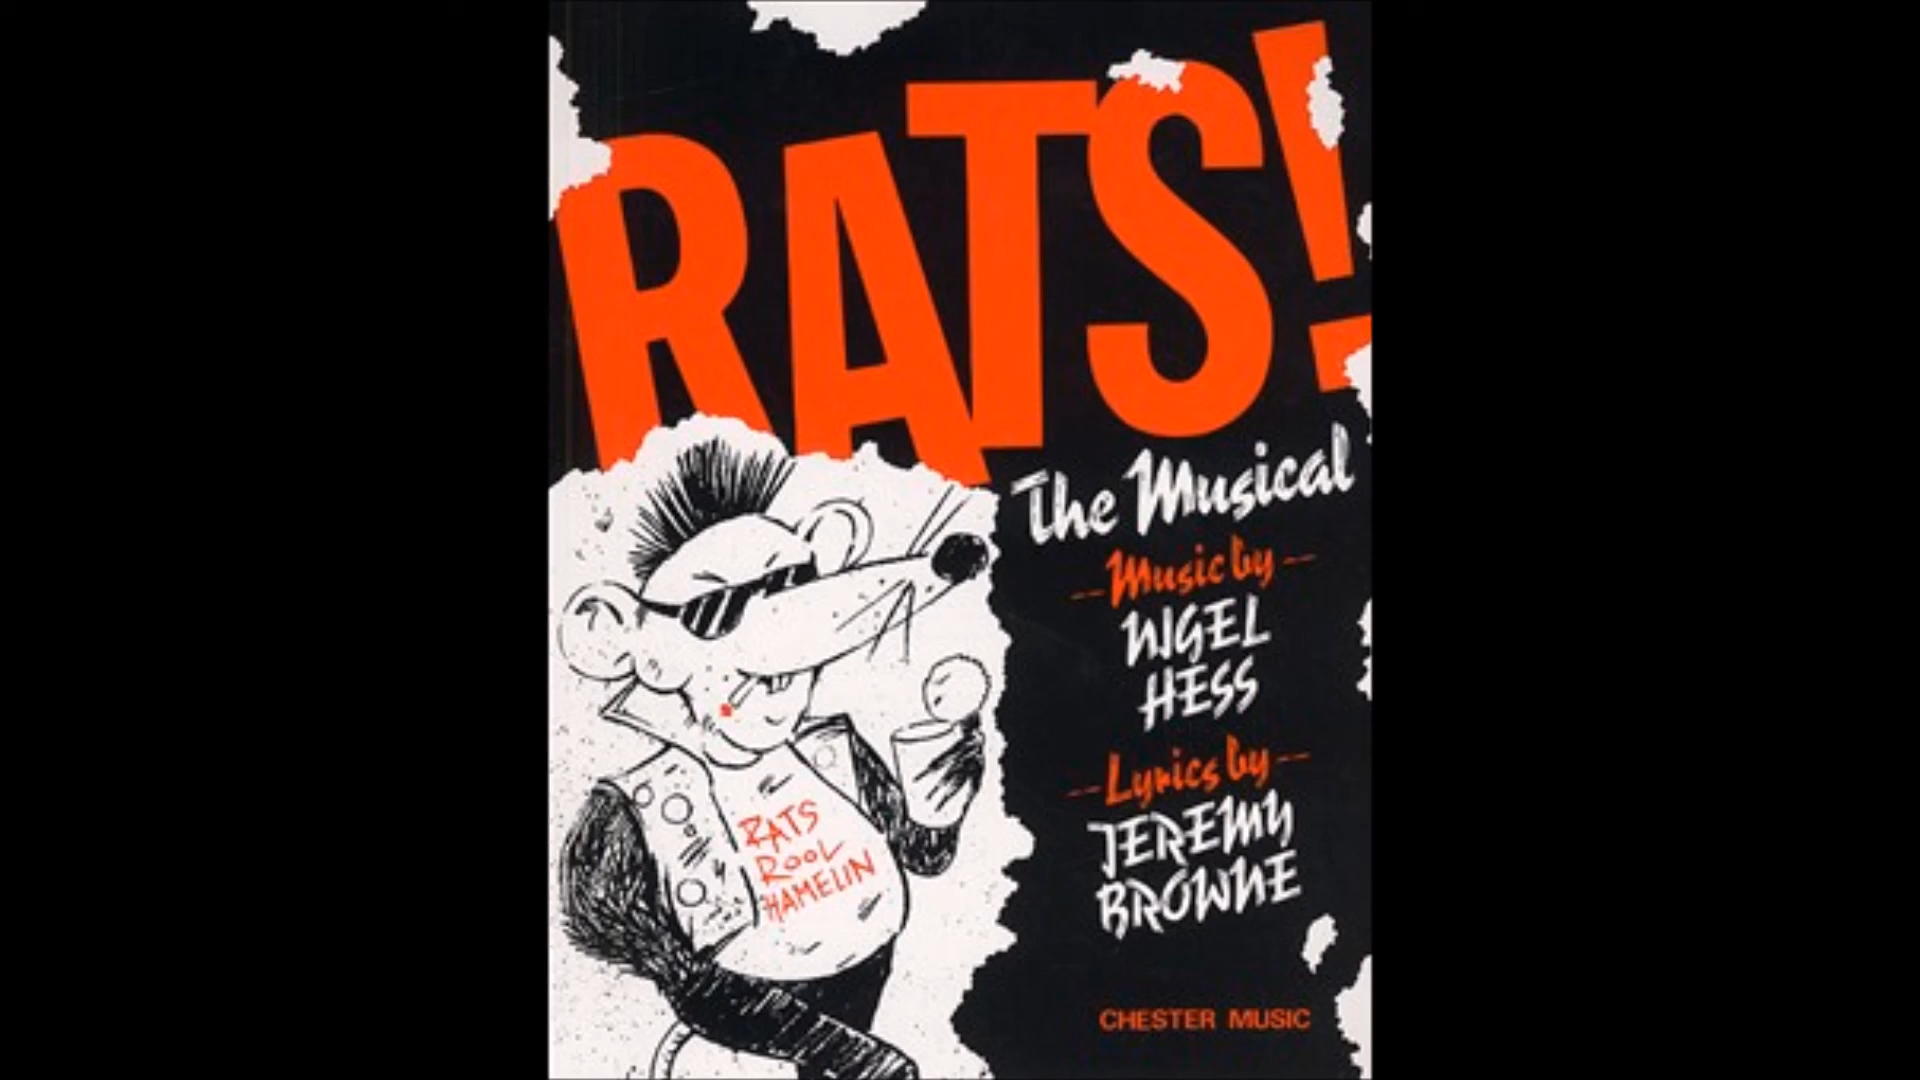 RATS!
The Musical
-- Music by --
NIGEL
HESS
-- Lyrics by --
JEREMY
BROWNE
RATS
ROOL
HAMELIN
CHESTER MUSIC